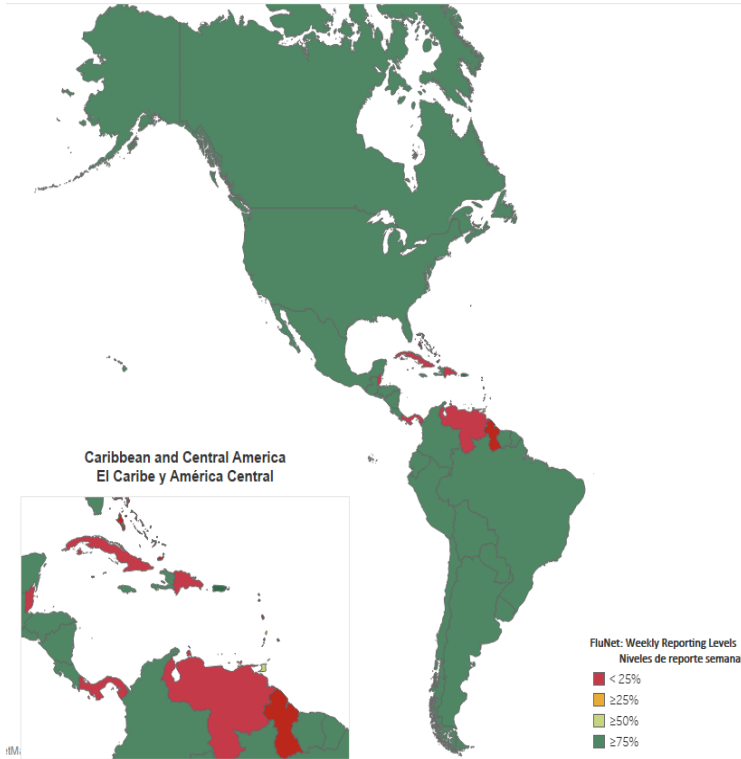 Caribbean and Central America
El Caribe y América Central
FluNet: Weekly Reporting Levels
Niveles de reporte semana
< 25%
≥25%
≥50%
≥75%